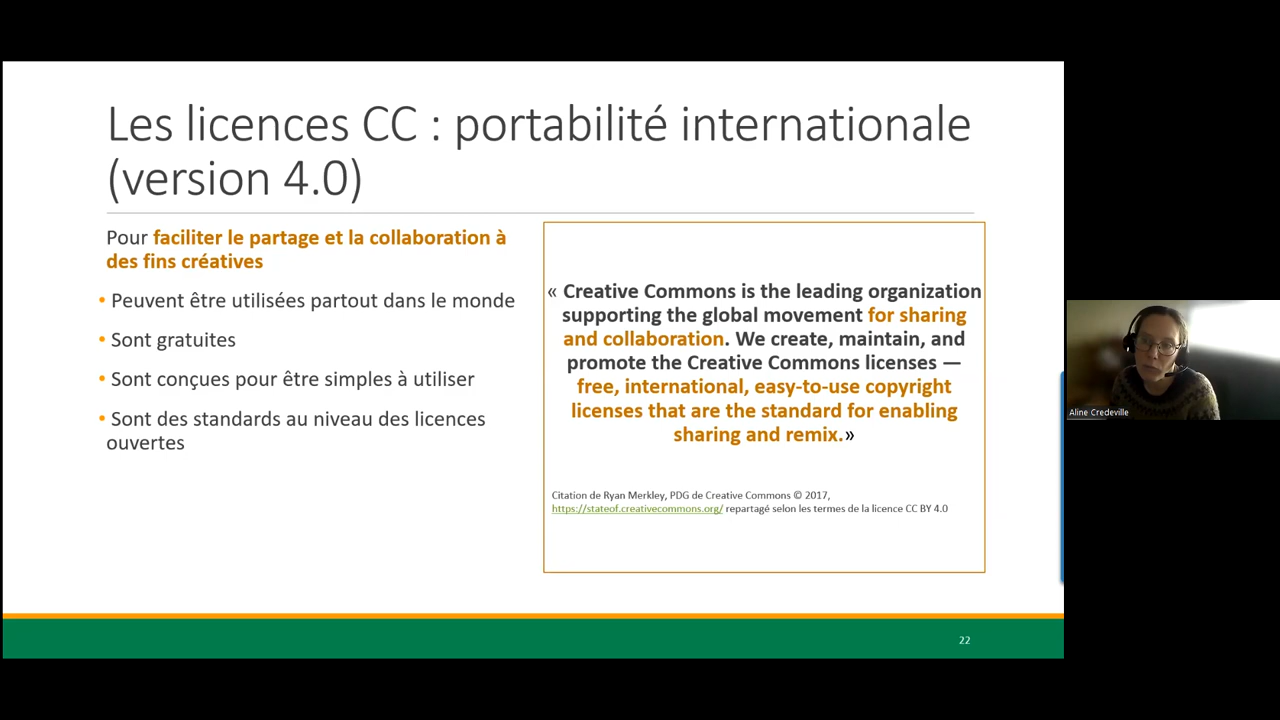 Les licences CC : portabilité internationale
(version 4.0)
Pour faciliter le partage et la collaboration à
des fins créatives
• Peuvent être utilisées partout dans le monde
• Sont gratuites
• Sont conçues pour être simples à utiliser
• Sont des standards au niveau des licences
ouvertes
« Creative Commons is the leading organization
supporting the global movement for sharing
and collaboration. We create, maintain, and
promote the Creative Commons licenses —
free, international, easy-to-use copyright
licenses that are the standard for enabling
sharing and remix.»
Citation de Ryan Merkley, PDG de Creative Commons © 2017,
https://stateof.creativecommons.org/ repartagé selon les termes de la licence CC BY 4.0
22
Aline Credeville